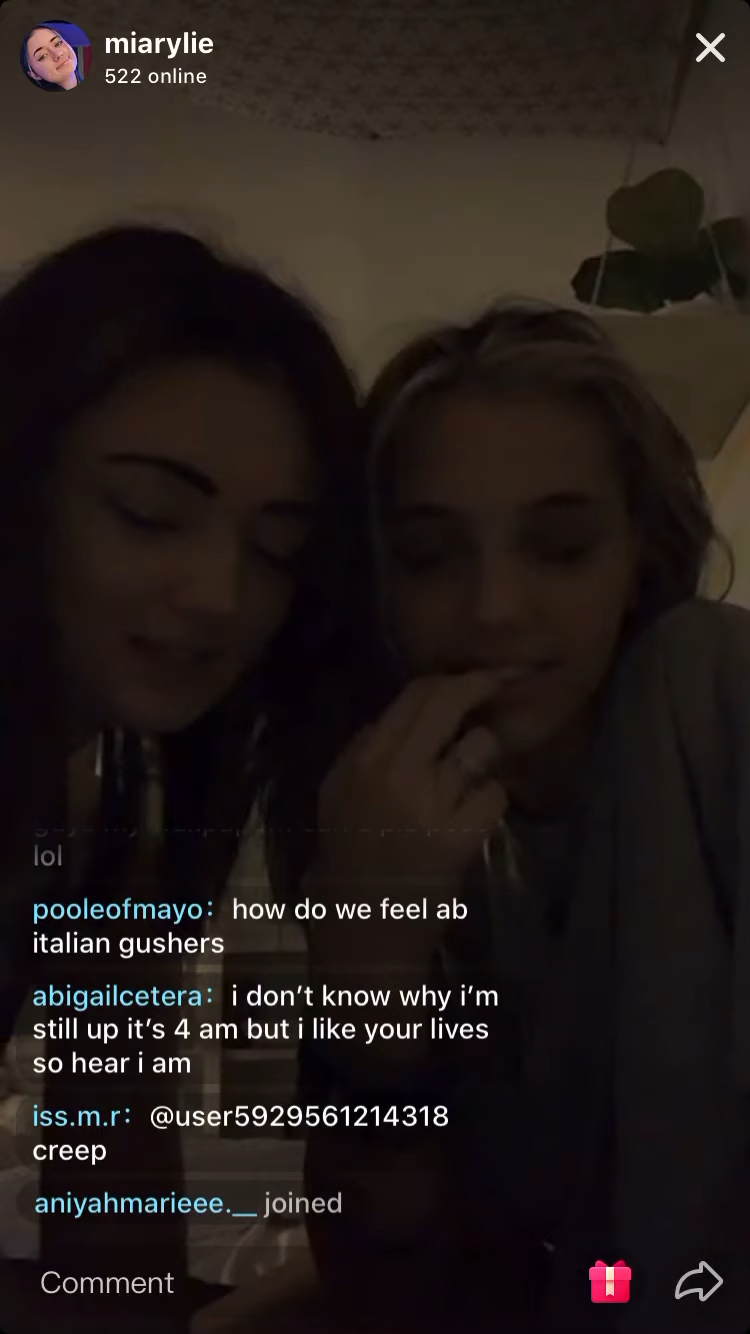 miarylie
522 online
lol
pooleofmayo: how do we feel ab
italian gushers
abigailcetera: i don't know why i'm
still up it's 4 am but i like your lives
so hear i am
iss.m.r: @user5929561214318
creep
aniyahmarieee.__ joined
Comment